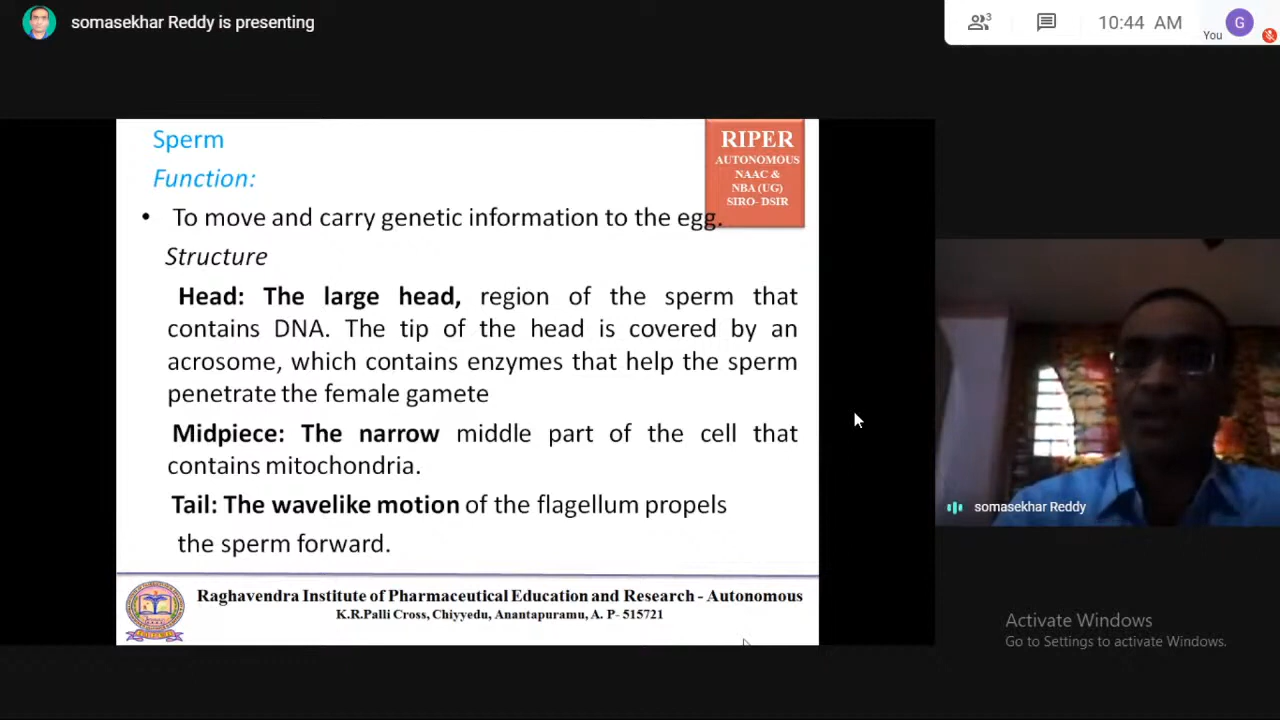 somasekhar Reddy is presenting
3
10:44 AM
You
G
Sperm
Function:
RIPER
AUTONOMOUS
NAAC &
NBA (UG)
SIRO- DSIR
• To move and carry genetic information to the egg.
Structure
Head: The large head, region of the sperm that
contains DNA. The tip of the head is covered by an
acrosome, which contains enzymes that help the sperm
penetrate the female gamete
Midpiece: The narrow middle part of the cell that
contains mitochondria.
Tail: The wavelike motion of the flagellum propels
the sperm forward.
Raghavendra Institute of Pharmaceutical Education and Research - Autonomous
K.R.Palli Cross, Chiyyedu, Anantapuramu, A. P- 515721
somasekhar Reddy
Activate Windows
Go to Settings to activate Windows.